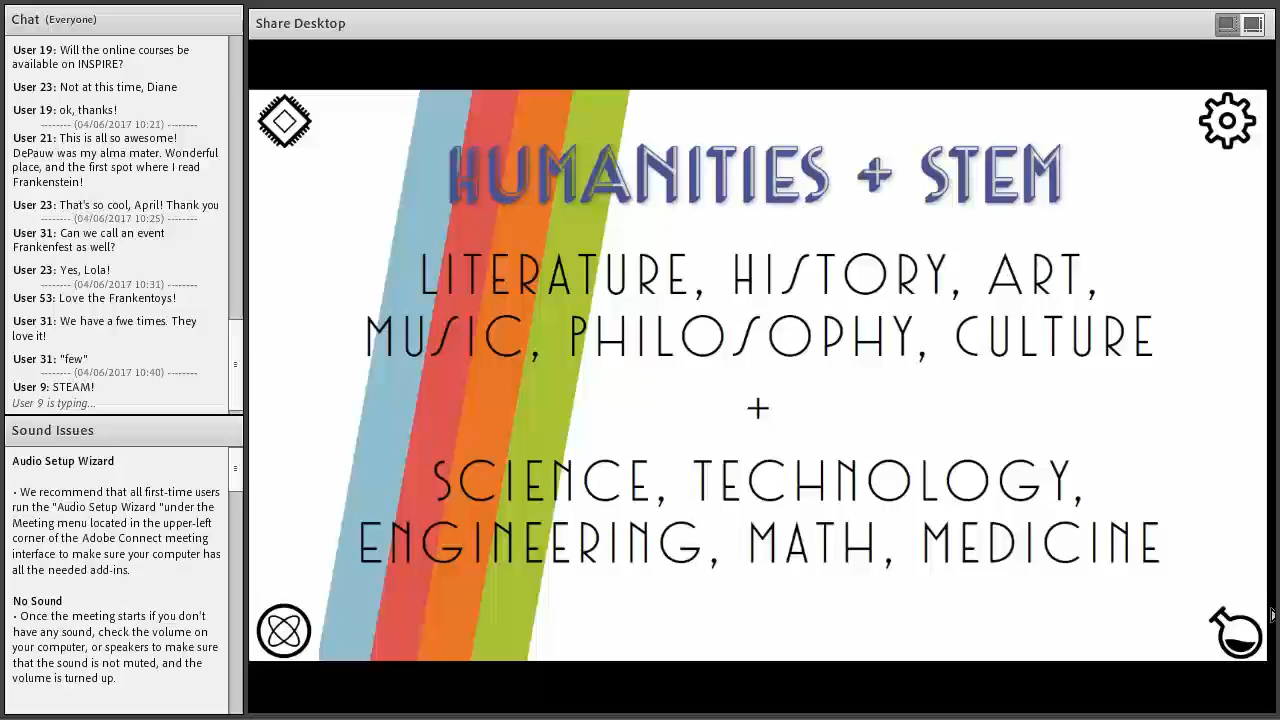 Chat (Everyone)
User 19: Will the online courses be
available on INSPIRE?
User 23: Not at this time, Diane
User 19: ok, thanks!
-------- (04/06/2017 10:21) --------
User 21: This is all so awesome!
DePauw was my alma mater. Wonderful
place, and the first spot where I read
Frankenstein!
User 23: That's so cool, April! Thank you
-------- (04/06/2017 10:25) --------
User 31: Can we call an event
Frankenfest as well?
User 23: Yes, Lola!
-------- (04/06/2017 10:31) --------
User 53: Love the Frankentoys!
User 31: We have a fwe times. They
love it!
User 31: "few"
-------- (04/06/2017 10:40) --------
User 9: STEAM!
User 9 is typing...
Sound Issues
Audio Setup Wizard
• We recommend that all first-time users
run the "Audio Setup Wizard "under the
Meeting menu located in the upper-left
corner of the Adobe Connect meeting
interface to make sure your computer has
all the needed add-ins.
No Sound
• Once the meeting starts if you don't
have any sound, check the volume on
your computer, or speakers to make sure
that the sound is not muted, and the
volume is turned up.
Share Desktop
HUMANITIES + STEM
LITERATURE, HISTORY, ART,
MUSIC, PHILOSOPHY, CULTURE
+
SCIENCE, TECHNOLOGY,
ENGINEERING, MATH, MEDICINE